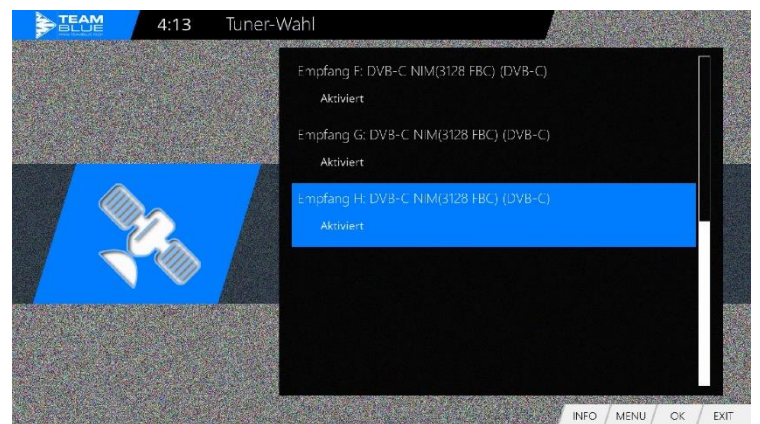 TEAM
BLUE
4:13
Tuner-Wahl
Empfang F: DVB-C NIM(3128 FBC) (DVB-C)
Aktiviert
Empfang G: DVB-C NIM(3128 FBC) (DVB-C)
Aktiviert
Empfang H: DVB-C NIM(3128 FBC) (DVB-C)
Aktiviert
INFO
MENU
OK
EXIT